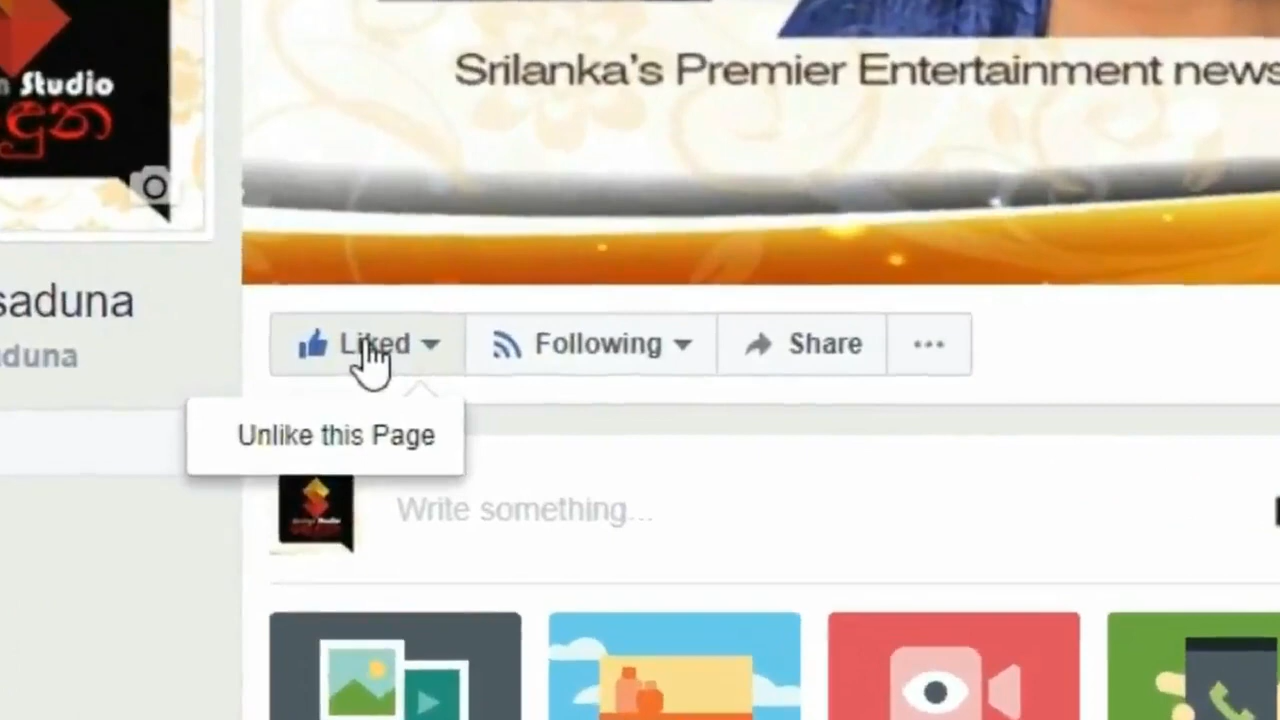 Studio
දුන
Srilanka's Premier Entertainment news
saduna
duna
Liked
Following
Share
Unlike this Page
Write something...